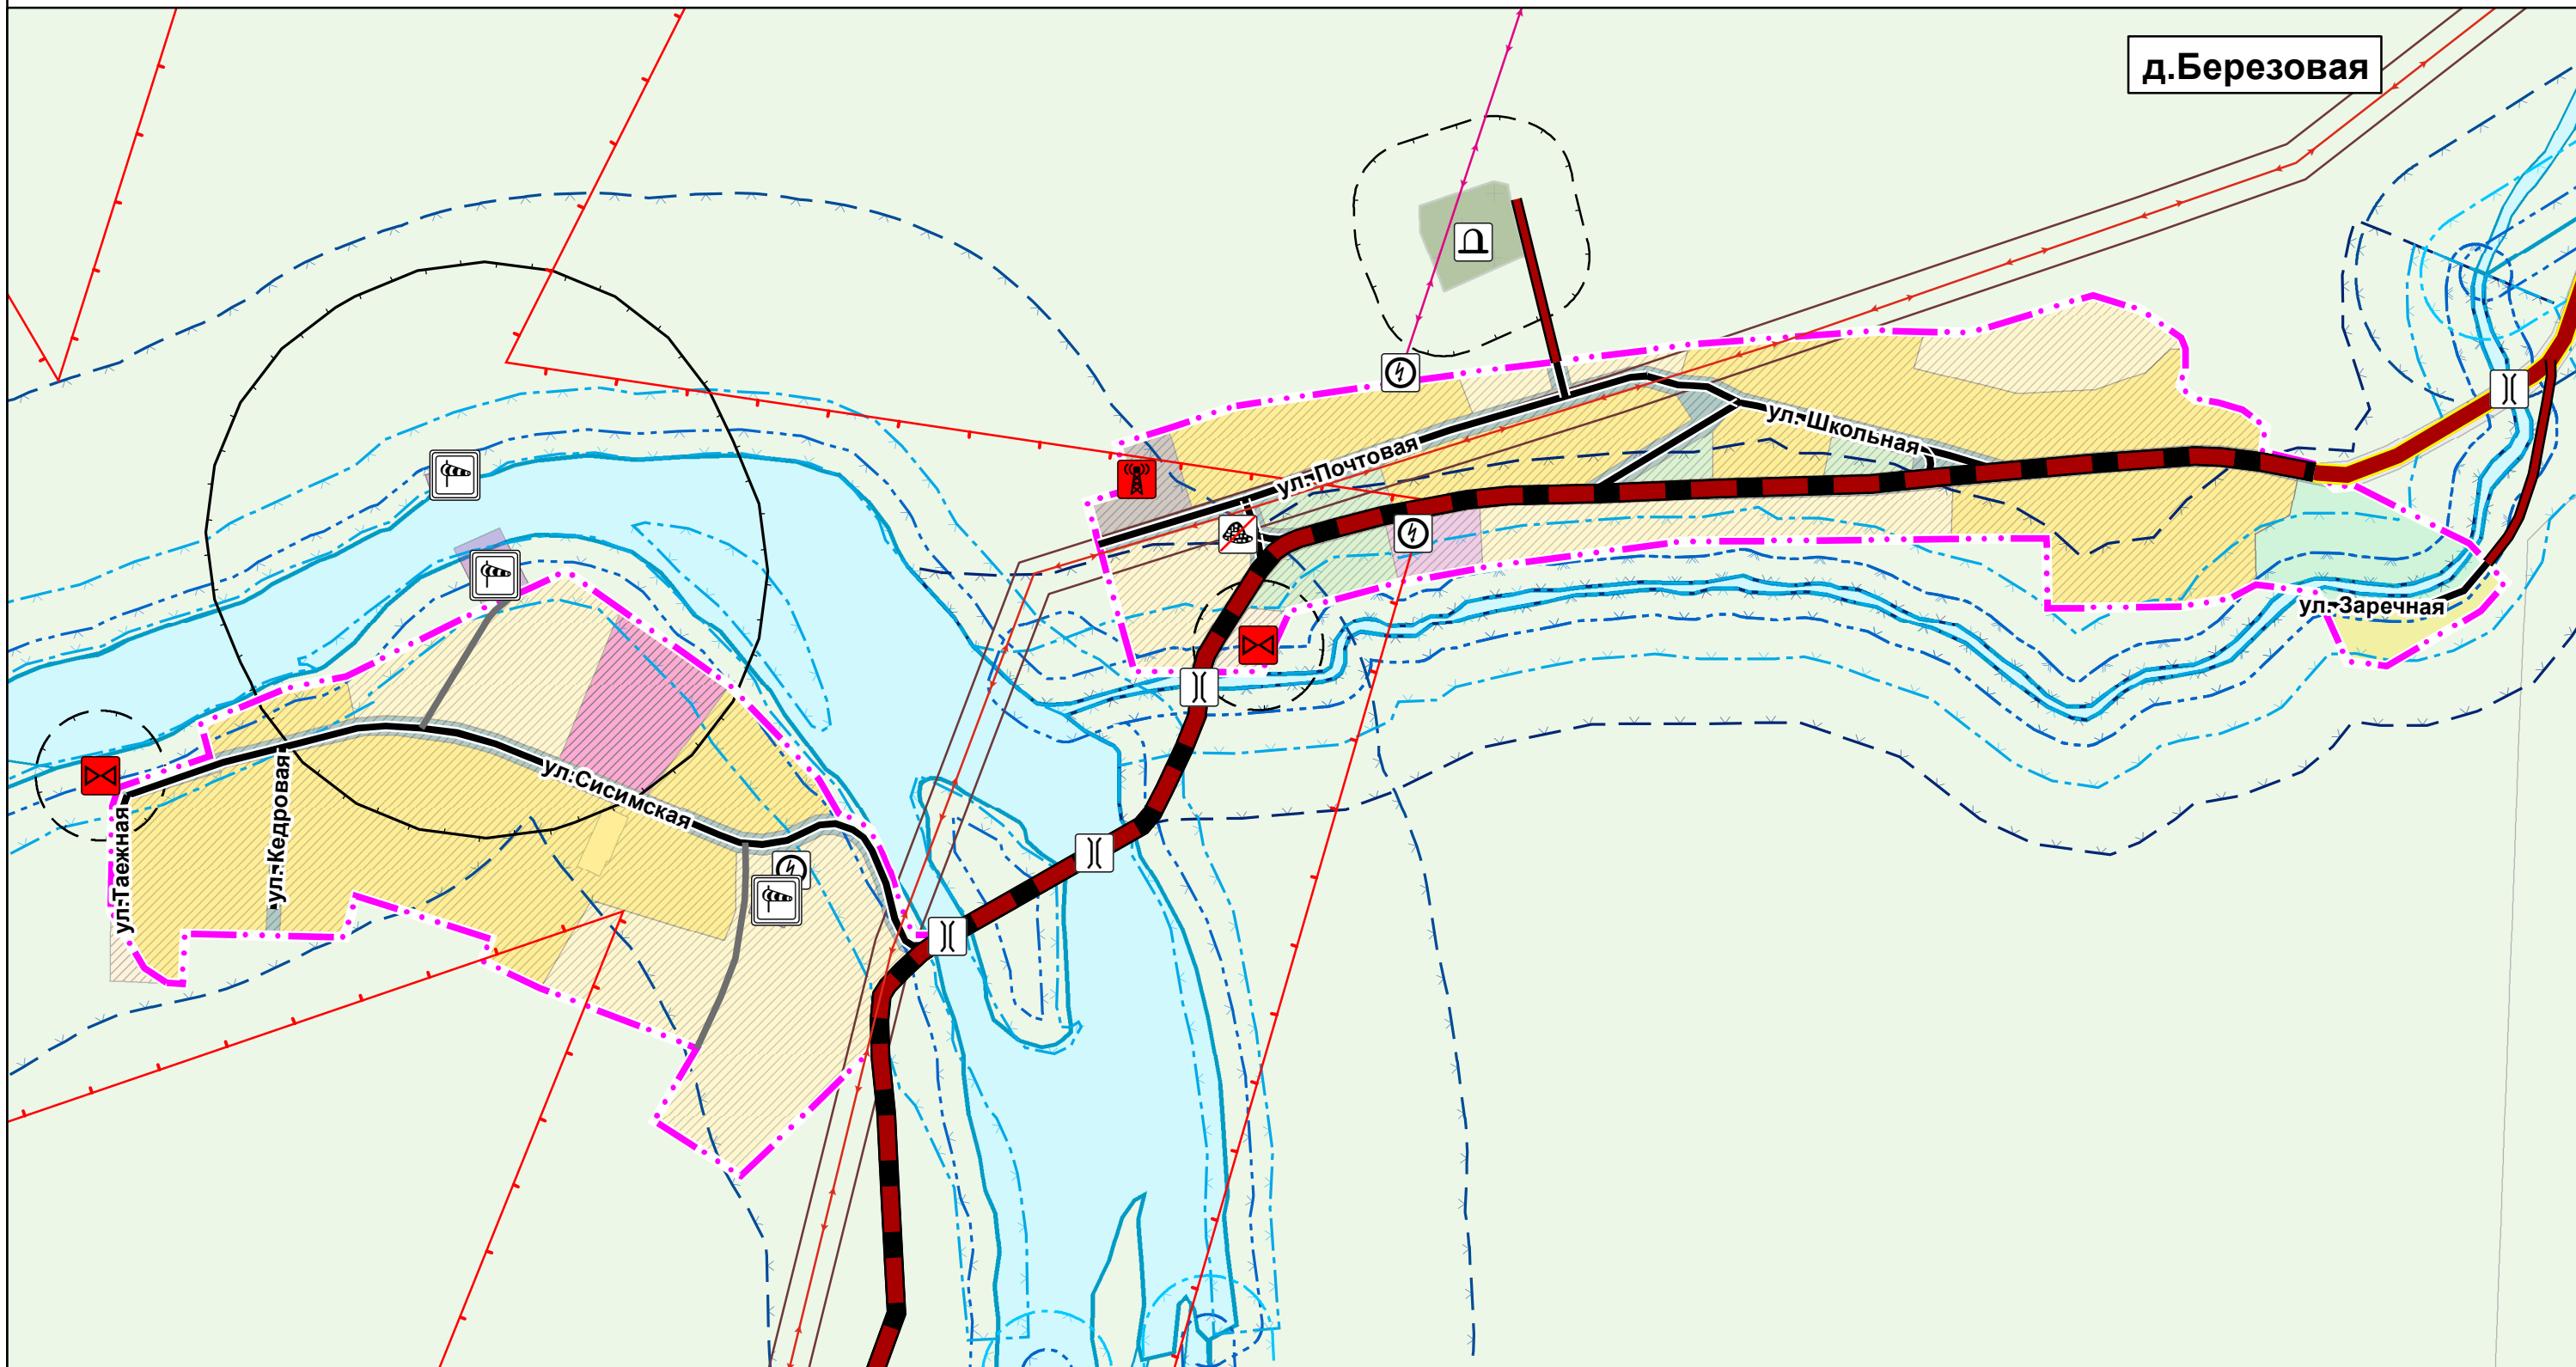 д.Березовая
ул. Школьная
ул. Почтовая
ул. Заречная
ул. Сисимская
ул. Кедровая
ул. Таежная